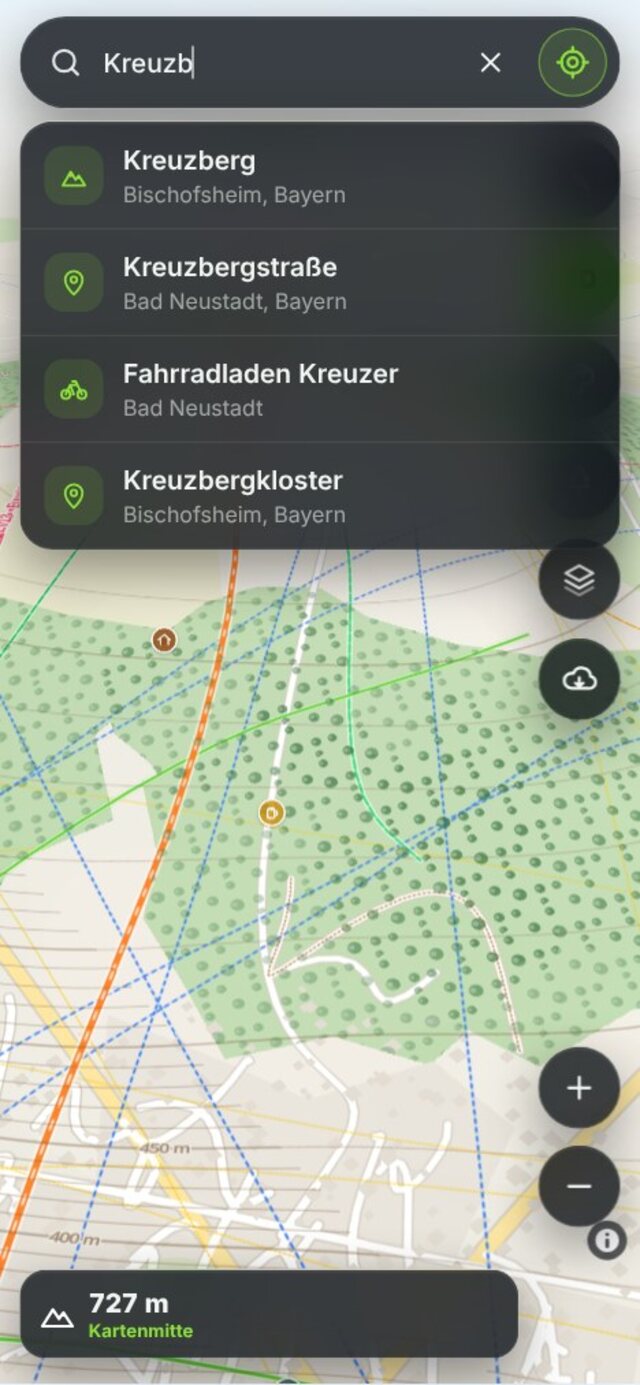 Kreuzb
Kreuzberg
Bischofsheim, Bayern
Kreuzbergstraße
Bad Neustadt, Bayern
Fahrradladen Kreuzer
Bad Neustadt
Kreuzbergkloster
Bischofsheim, Bayern
450 m
400 m
727 m
Kartenmitte